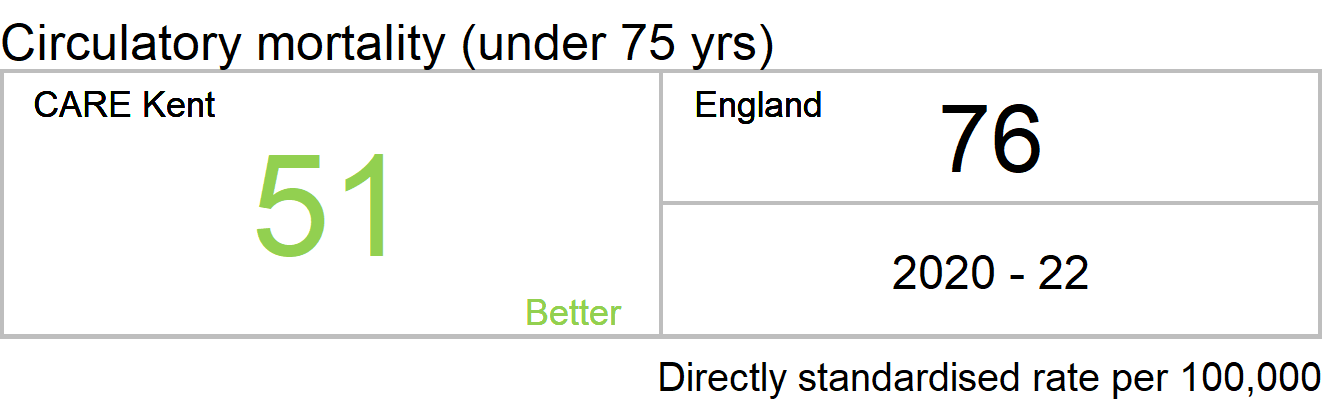 Circulatory mortality (under 75 yrs)
CARE Kent
51
Better
England
76
2020 - 22
Directly standardised rate per 100,000